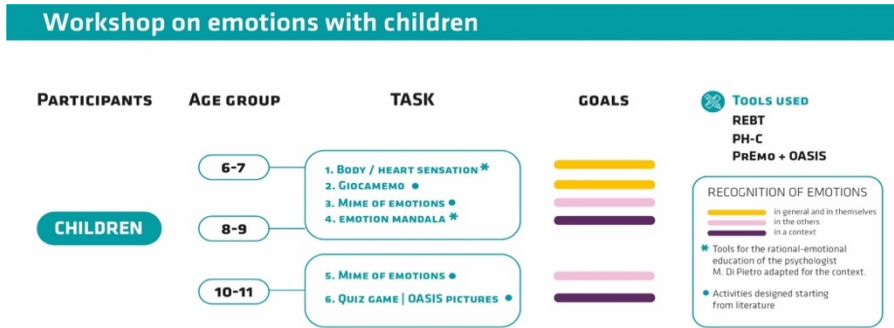 Workshop on emotions with children
PARTICIPANTS
AGE GROUP
TASK
GOALS
TOOLS USED
REBT
PH-C
PREMO + OASIS
CHILDREN
6-7
8-9
1. BODY / HEART SENSATION *
2. GIOCAMEMO ●
3. MIME OF EMOTIONS ●
4. EMOTION MANDALA *
10-11
5. MIME OF EMOTIONS ●
6. QUIZ GAME | OASIS PICTURES ●
RECOGNITION OF EMOTIONS
in general and in themselves
in the others
in a context
* Tools for the rational-emotional
education of the psychologist
M. Di Pietro adapted for the context.
● Activities designed starting
from literature